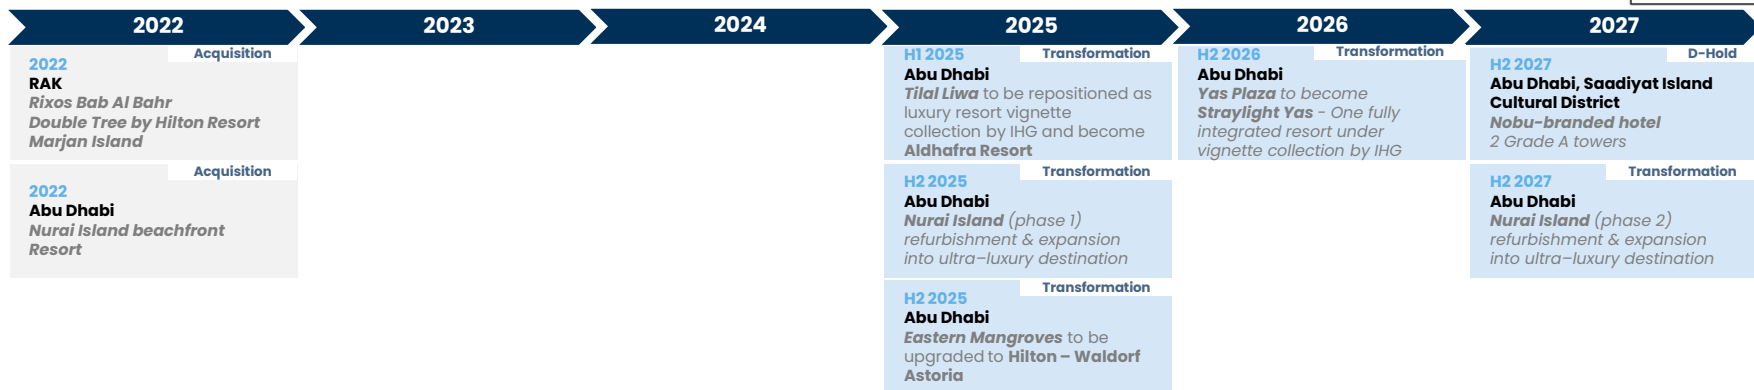 2022
2023
2024
2025
2026
2027
Acquisition
2022
RAK
Rixos Bab Al Bahr
Double Tree by Hilton Resort
Marjan Island
Acquisition
2022
Abu Dhabi
Nurai Island beachfront
Resort
Transformation
H1 2025
Abu Dhabi
Tilal Liwa to be repositioned as
luxury resort vignette
collection by IHG and become
Aldhafra Resort
Transformation
H2 2025
Abu Dhabi
Nurai Island (phase 1)
refurbishment & expansion
into ultra–luxury destination
Transformation
H2 2025
Abu Dhabi
Eastern Mangroves to be
upgraded to Hilton – Waldorf
Astoria
Transformation
H2 2026
Abu Dhabi
Yas Plaza to become
Straylight Yas - One fully
integrated resort under
vignette collection by IHG
D-Hold
H2 2027
Abu Dhabi, Saadiyat Island
Cultural District
Nobu-branded hotel
2 Grade A towers
Transformation
H2 2027
Abu Dhabi
Nurai Island (phase 2)
refurbishment & expansion
into ultra–luxury destination